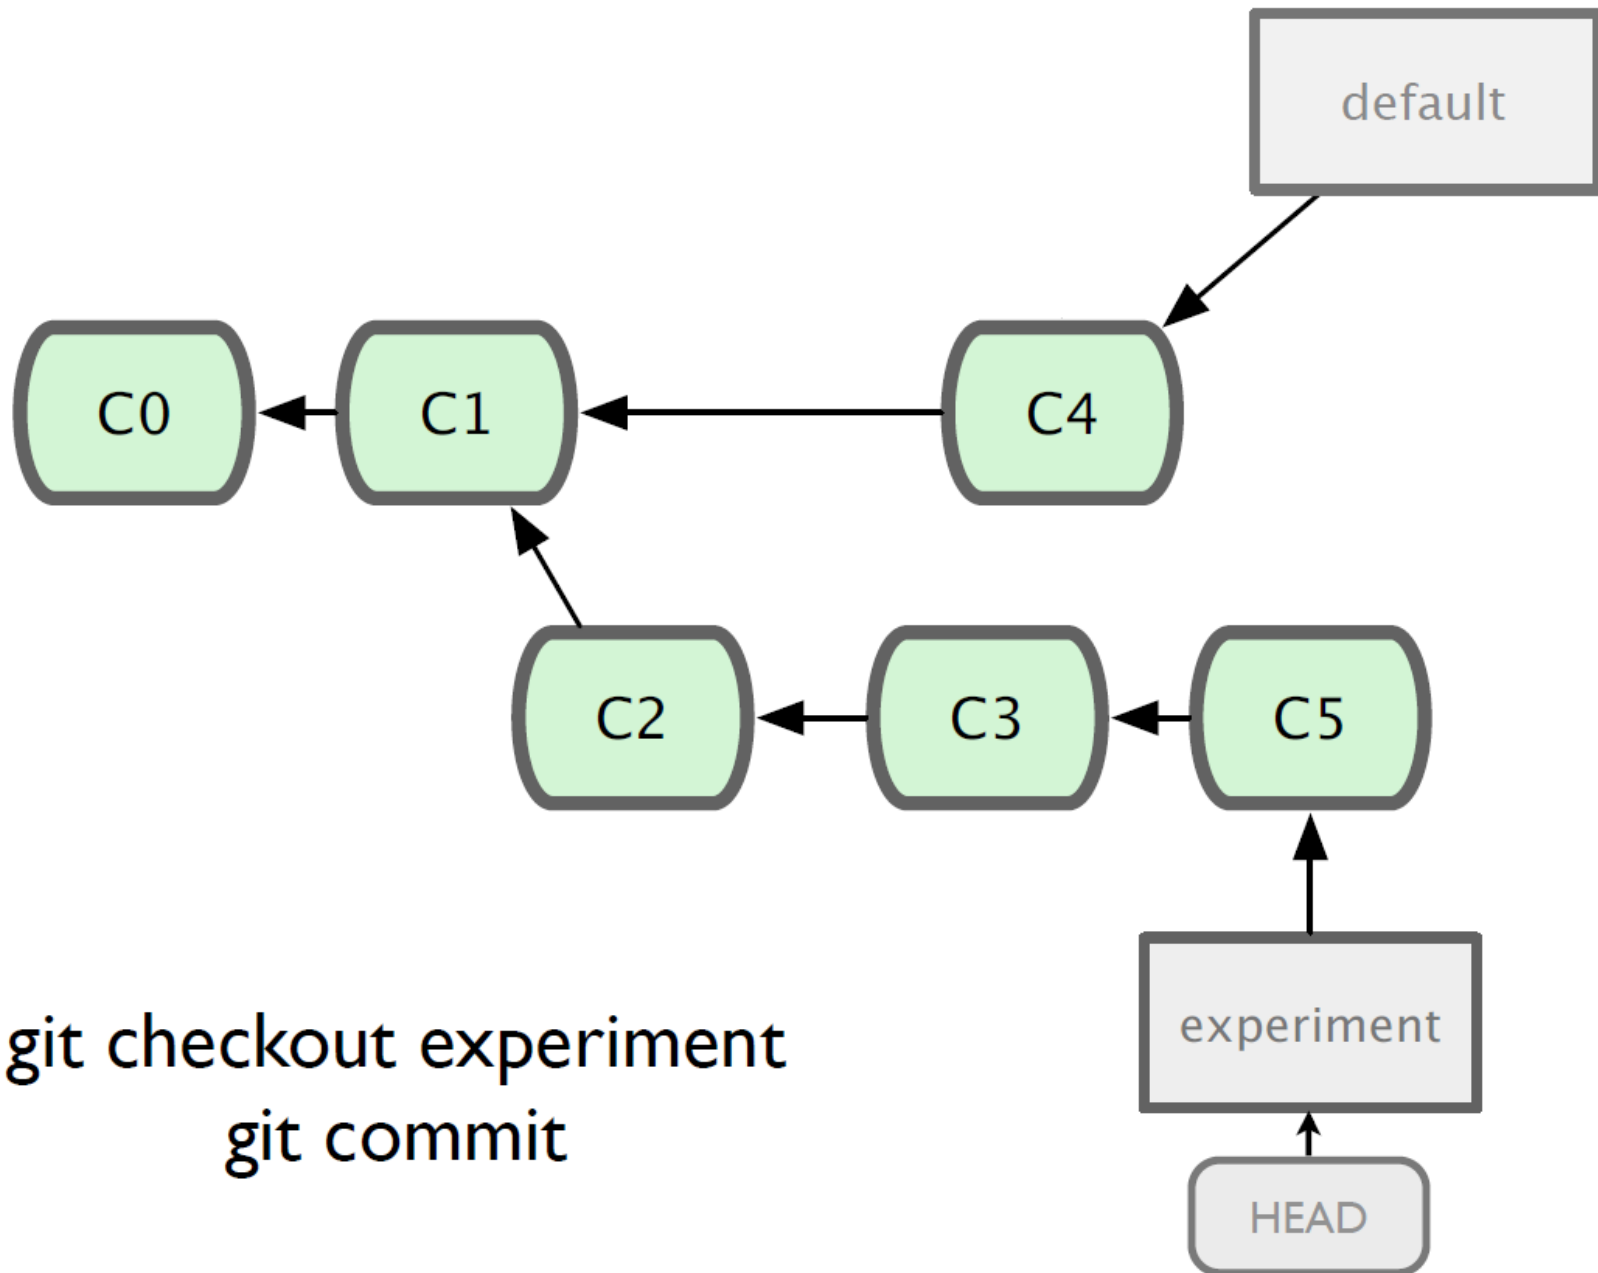 default
C0
C1
C4
C2
C3
C5
experiment
git checkout experiment
git commit
HEAD